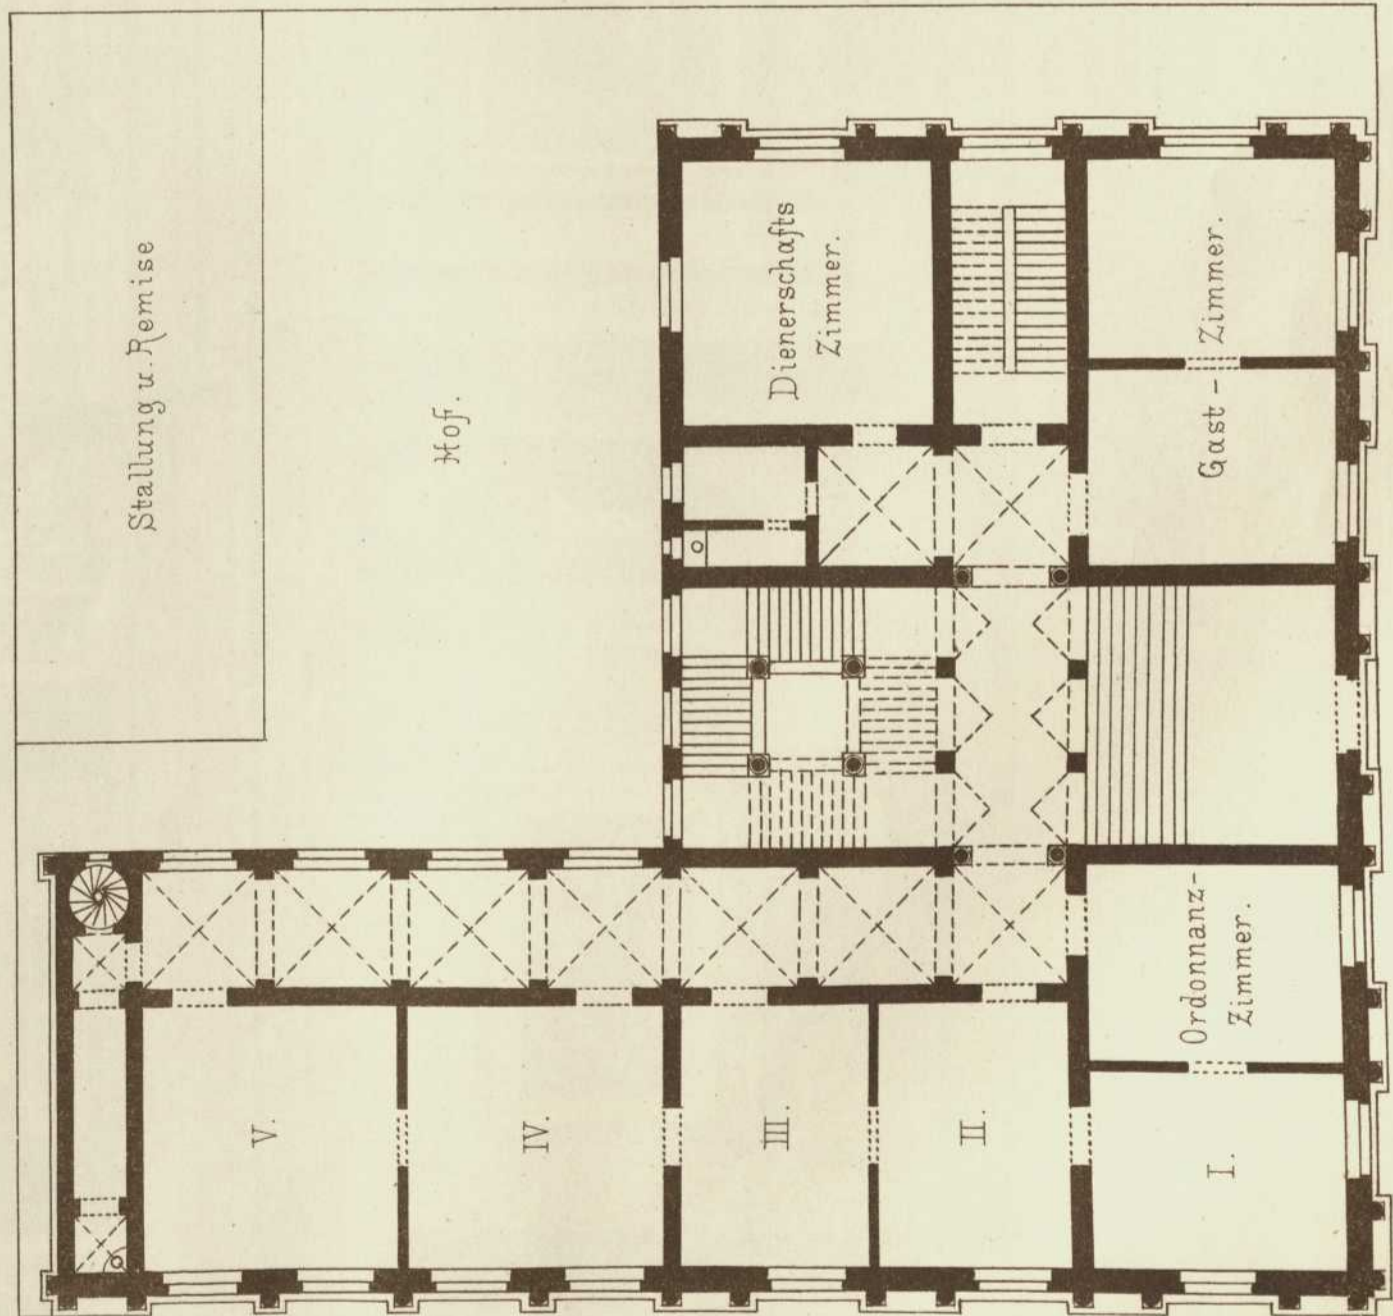 Stallung u. Remise
Hof.
Dienerschafts
Zimmer.
Gast - Zimmer.
V.
IV.
III.
II.
Ordonnanz-
Zimmer.
I.